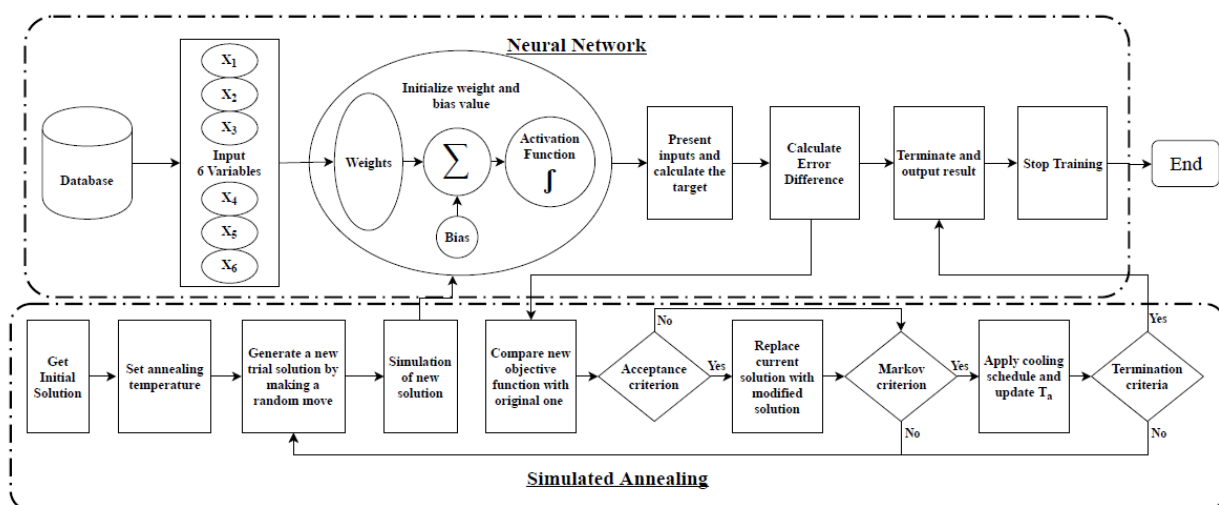 Neural Network
Database
X1
X2
X3
Input
6 Variables
X4
X5
X6
Initialize weight and
bias value
Weights
∑
Bias
Activation
Function
∫
Present
inputs and
calculate the
target
Calculate
Error
Difference
Terminate and
output result
Stop Training
End
Get
Initial
Solution
Set annealing
temperature
Generate a new
trial solution by
making a
random move
Simulation
of new
solution
Compare new
objective
function with
original one
Acceptance
criterion
No
Yes
Replace
current
solution with
modified
solution
Markov
criterion
Yes
No
Apply cooling
schedule and
update Ta
Termination
criteria
Yes
No
Simulated Annealing